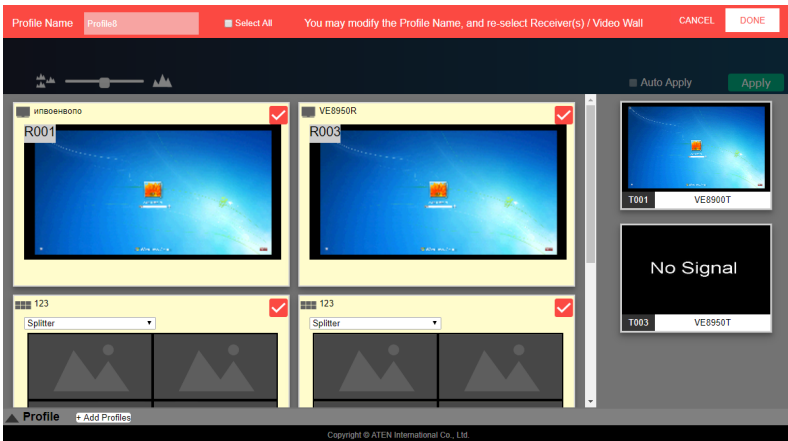 Profile Name
Profile8
Select All
You may modify the Profile Name, and re-select Receiver(s) / Video Wall
CANCEL
DONE
Auto Apply
Apply
ипвоенвопо
R001
VE8950R
R003
T001
VE8900T
No Signal
T003
VE8950T
123
Splitter
123
Splitter
Profile
+ Add Profiles
Copyright © ATEN International Co., Ltd.